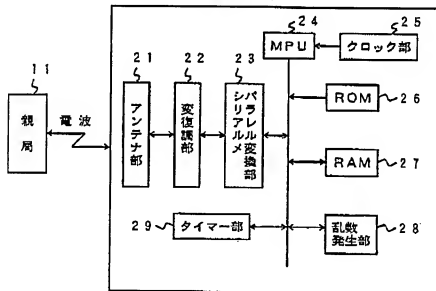 24
25
MPU
クロック部
11
21
22
23
親局
電波
アンテナ部
変復調部
シリアルメ
パラレル変換部
ROM
26
RAM
27
29
タイマー部
乱数
発生部
28